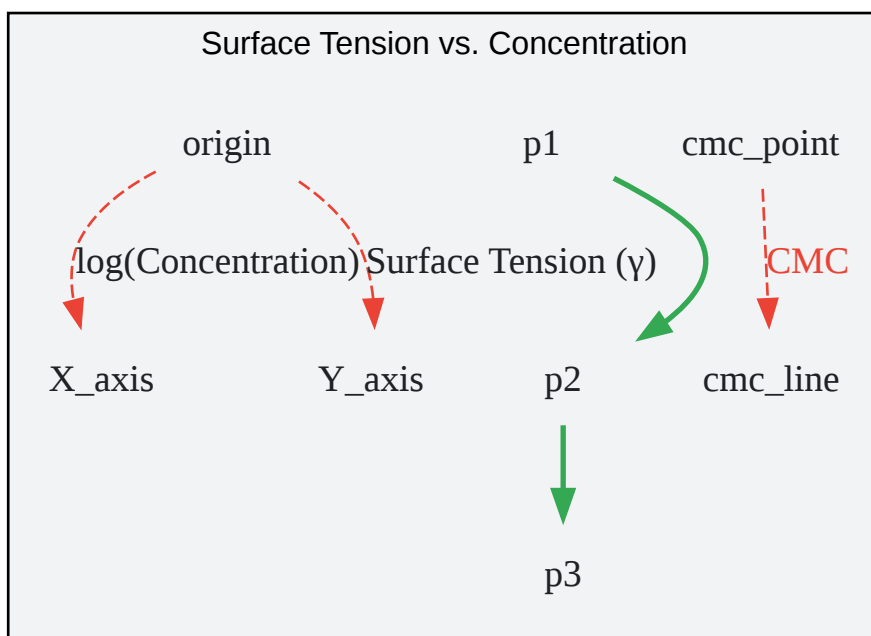 Surface Tension vs. Concentration
origin p1 cmc_point
log(Concentration) Surface Tension (γ) CMC
X_axis Y_axis p2 cmc_line
p3